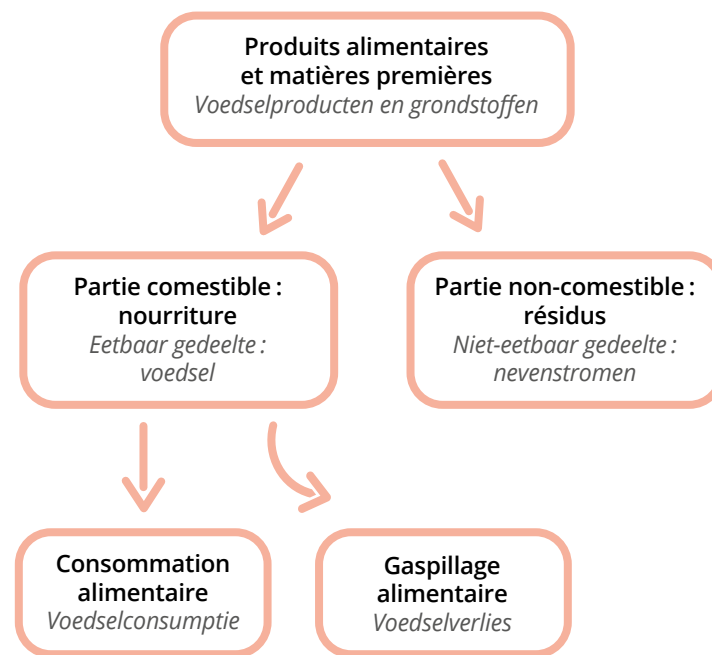 Produits alimentaires
et matières premières
Voedselproducten en grondstoffen
Partie comestible :
nourriture
Eetbaar gedeelte :
voedsel
Partie non-comestible :
résidus
Niet-eetbaar gedeelte :
nevenstromen
Consommation
alimentaire
Voedselconsumptie
Gaspillage
alimentaire
Voedselverlies